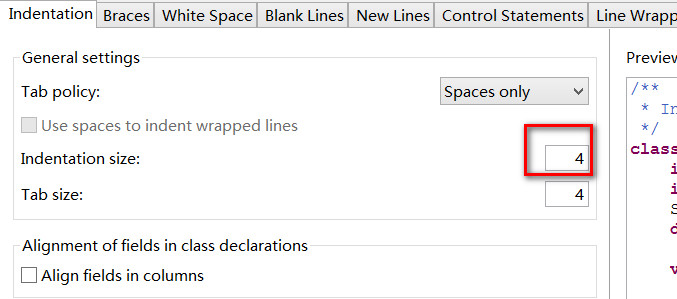 Indentation Braces White Space Blank Lines New Lines Control Statements Line Wrapp
General settings
Tab policy: Spaces only
Use spaces to indent wrapped lines
Indentation size: 4
Tab size: 4
Alignment of fields in class declarations
Align fields in columns
Preview
/**
* In
*/
class
i
i
S
d
v